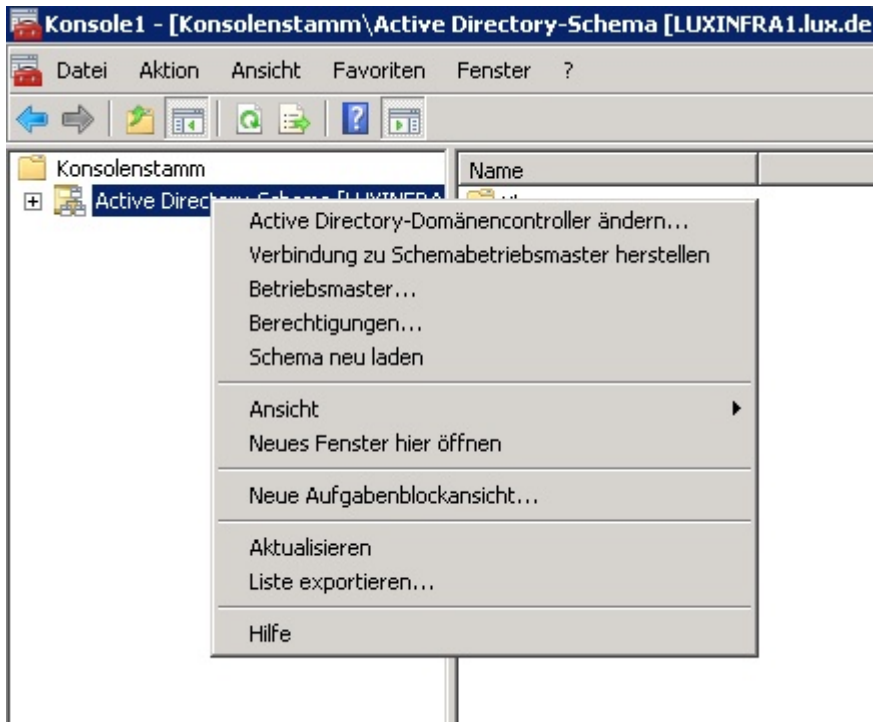 Konsole1 - [Konsolenstamm\Active Directory-Schema [LUXINFRA1.lux.de
Datei Aktion Ansicht Favoriten Fenster ?
Konsolenstamm
Name
Active
Active Directory-Domänencontroller ändern...
Verbindung zu Schemabetriebsmaster herstellen
Betriebsmaster...
Berechtigungen...
Schema neu laden
Ansicht
Neues Fenster hier öffnen
Neue Aufgabenblockansicht...
Aktualisieren
Liste exportieren...
Hilfe